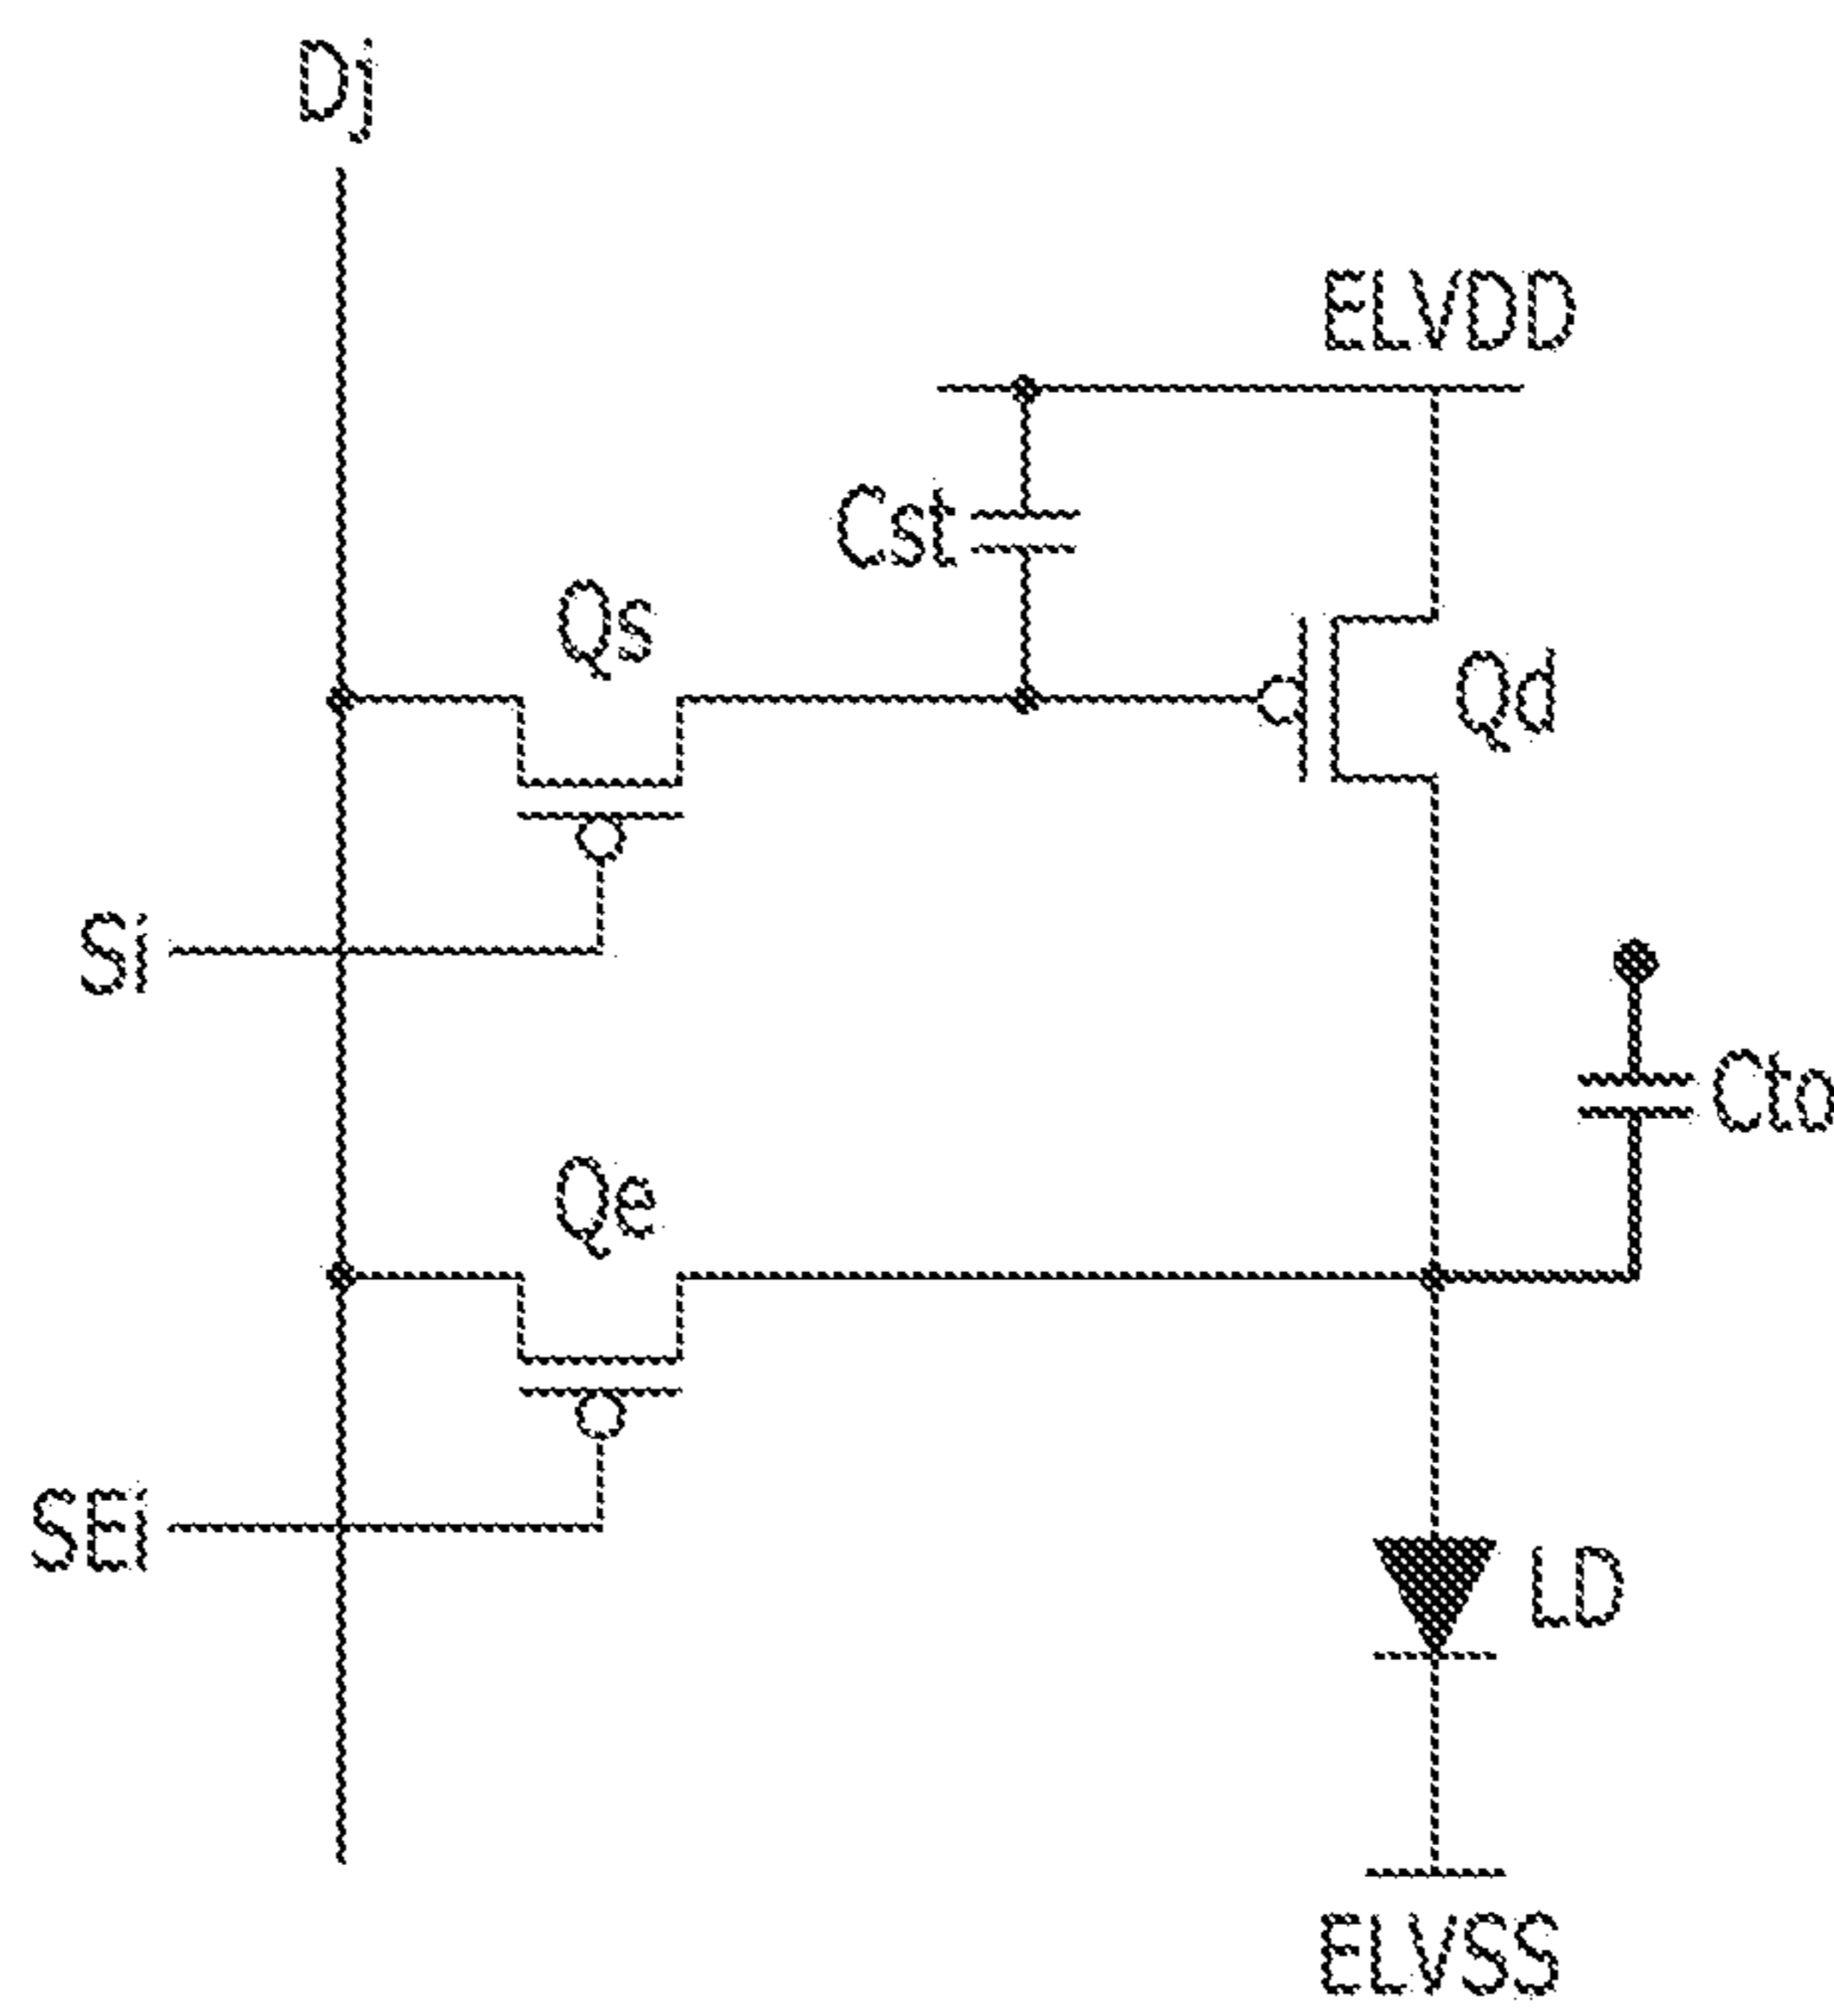 Dj
ELVDD
Cst
Qs
Qd
Si
Cto
Qe
SEi
LD
ELVSS